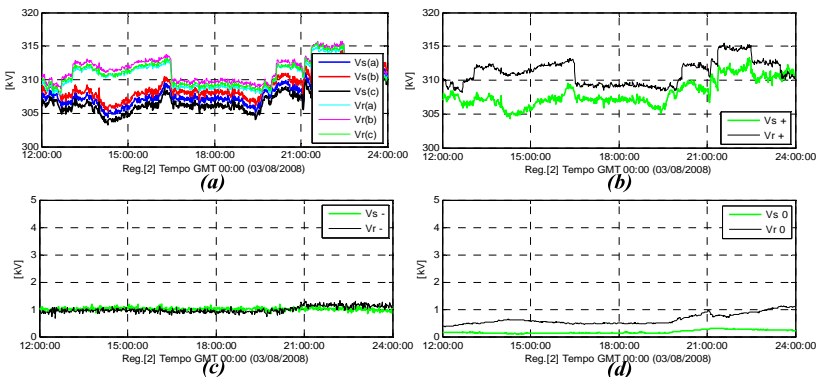 320
315
310
305
300
[kV]
Vs(a)
Vs(b)
Vs(c)
Vr(a)
Vr(b)
Vr(c)
12:00:00 15:00:00 18:00:00 21:00:00 24:00:00
Reg.[2] Tempo GMT 00:00 (03/08/2008)
(a)
320
315
310
305
300
[kV]
Vs +
Vr +
12:00:00 15:00:00 18:00:00 21:00:00 24:00:00
Reg.[2] Tempo GMT 00:00 (03/08/2008)
(b)
5
4
3
2
1
0
[kV]
Vs -
Vr -
12:00:00 15:00:00 18:00:00 21:00:00 24:00:00
Reg.[2] Tempo GMT 00:00 (03/08/2008)
(c)
5
4
3
2
1
0
[kV]
Vs 0
Vr 0
12:00:00 15:00:00 18:00:00 21:00:00 24:00:00
Reg.[2] Tempo GMT 00:00 (03/08/2008)
(d)